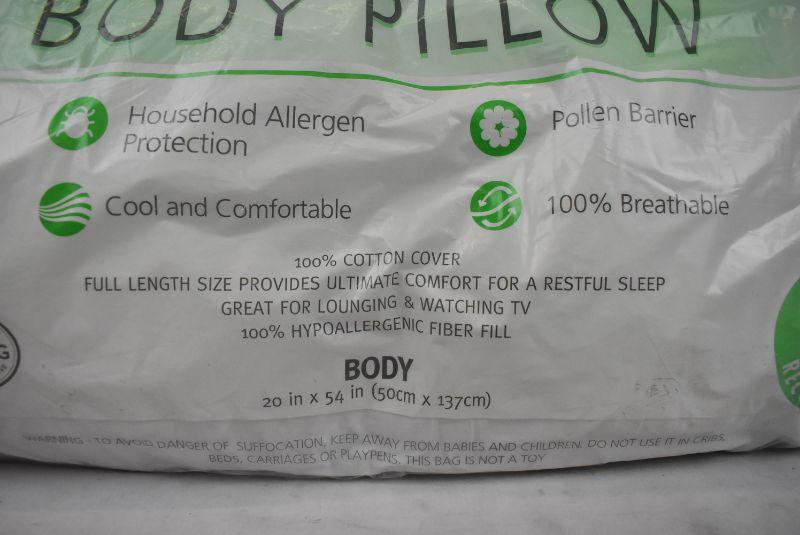 BODY PILLOW
Household Allergen
Protection
Pollen Barrier
Cool and Comfortable
100% Breathable
100% COTTON COVER
FULL LENGTH SIZE PROVIDES ULTIMATE COMFORT FOR A RESTFUL SLEEP
GREAT FOR LOUNGING & WATCHING TV
100% HYPOALLERGENIC FIBER FILL
BODY
20 in x 54 in (50cm x 137cm)
WARNING - TO AVOID DANGER OF SUFFOCATION, KEEP AWAY FROM BABIES AND CHILDREN. DO NOT USE IT IN CRIBS,
BEDS, CARRIAGES OR PLAYPENS. THIS BAG IS NOT A TOY